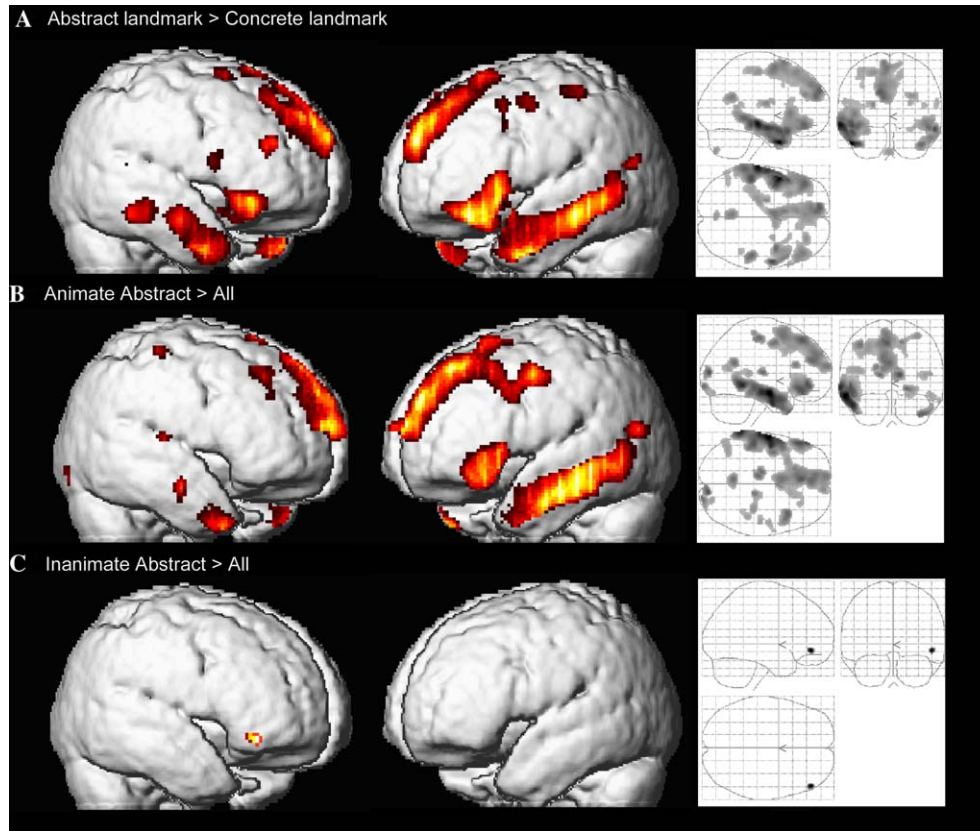 A Abstract landmark > Concrete landmark
B Animate Abstract > All
C Inanimate Abstract > All